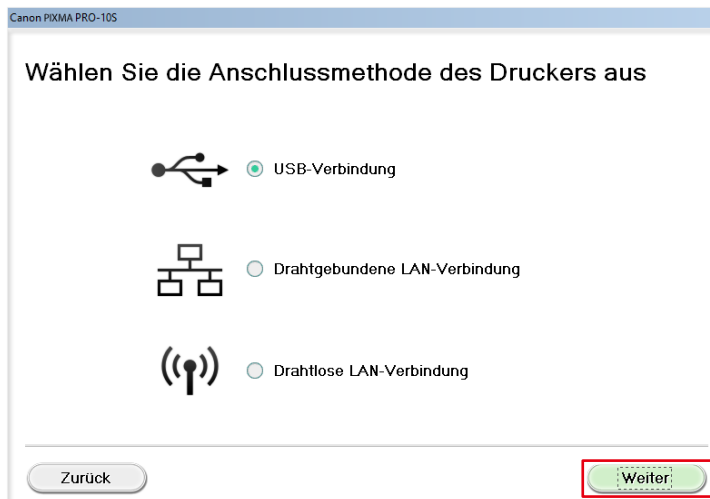 Canon PIXMA PRO-10S
Wählen Sie die Anschlussmethode des Druckers aus
USB-Verbindung
Drahtgebundene LAN-Verbindung
Drahtlose LAN-Verbindung
Zurück
Weiter